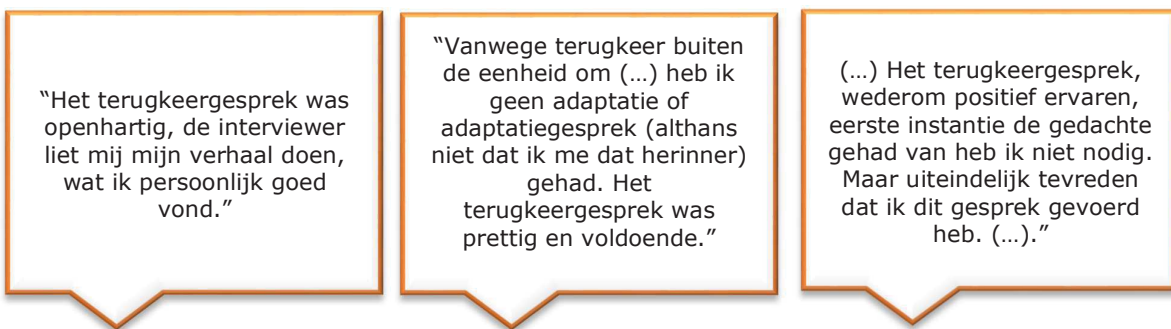 “Het terugkeergesprek was
openhartig, de interviewer
liet mij mijn verhaal doen,
wat ik persoonlijk goed
vond.”
“Vanwege terugkeer buiten
de eenheid om (…) heb ik
geen adaptatie of
adaptatiegesprek (althans
niet dat ik me dat herinner)
gehad. Het
terugkeergesprek was
prettig en voldoende.”
(…) Het terugkeergesprek,
wederom positief ervaren,
eerste instantie de gedachte
gehad van heb ik niet nodig.
Maar uiteindelijk tevreden
dat ik dit gesprek gevoerd
heb. (…).”